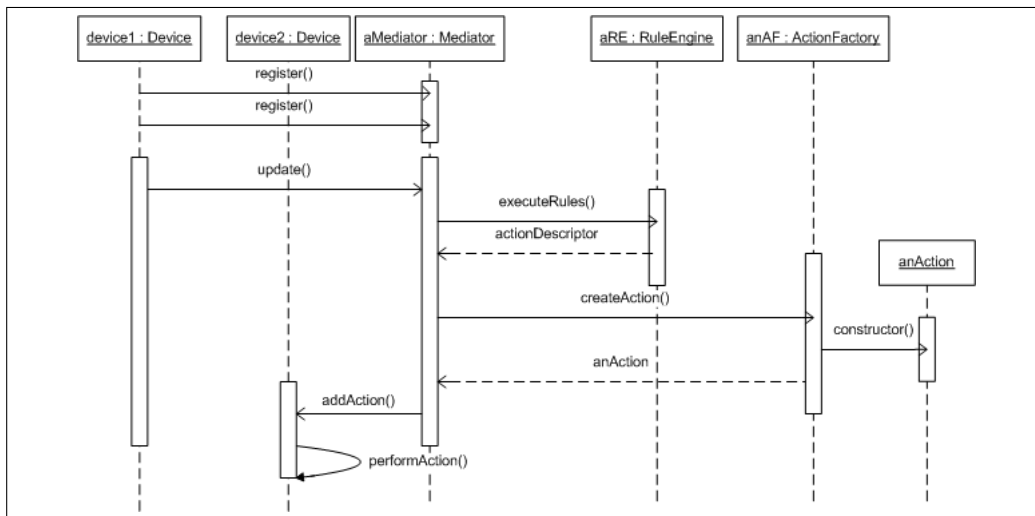 device1 : Device
device2 : Device
aMediator : Mediator
aRE : RuleEngine
anAF : ActionFactory
register()
register()
update()
executeRules()
actionDescriptor
anAction
createAction()
constructor()
anAction
addAction()
performAction()